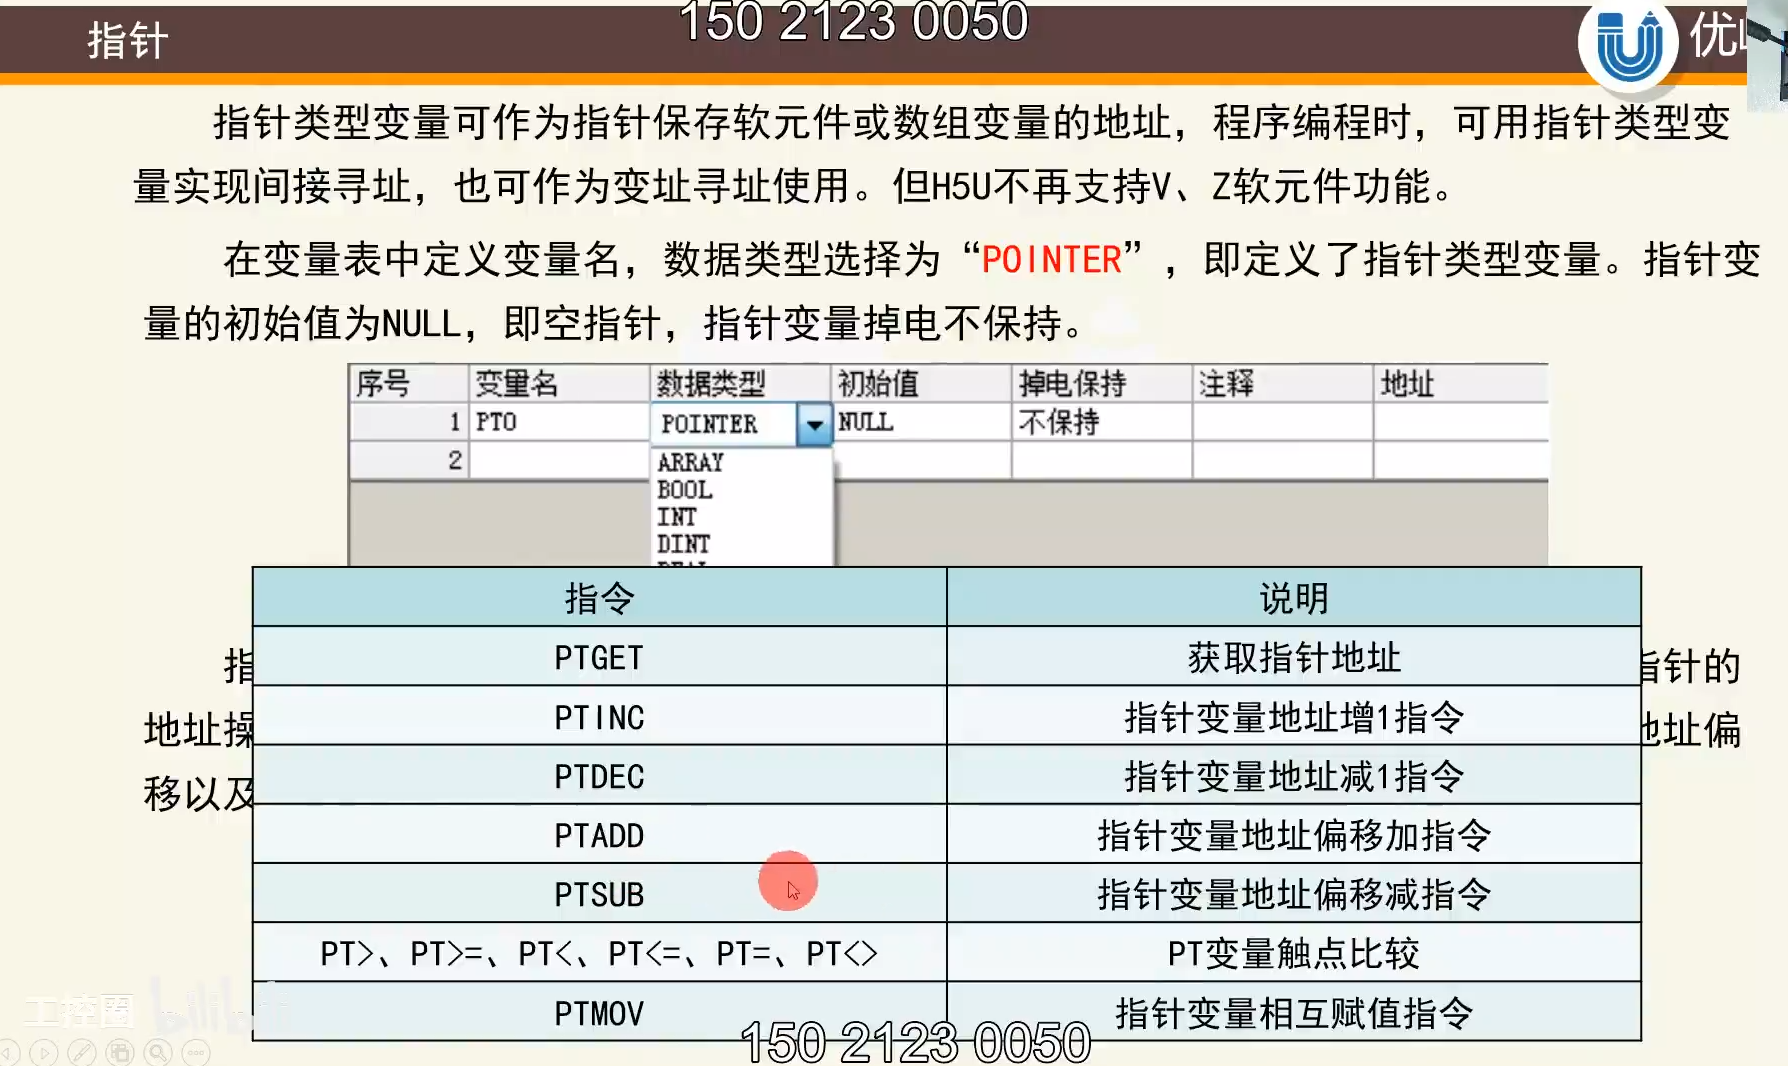 150 2123 0050
指针
优
指针类型变量可作为指针保存软元件或数组变量的地址，程序编程时，可用指针类型变
量实现间接寻址，也可作为变址寻址使用。但H5U不再支持V、Z软元件功能。
在变量表中定义变量名，数据类型选择为“POINTER”，即定义了指针类型变量。指针变
量的初始值为NULL，即空指针，指针变量掉电不保持。
序号 变量名 数据类型 初始值 掉电保持 注释 地址
1 PT0 POINTER NULL 不保持
2
ARRAY
BOOL
INT
DINT
指令 说明
PTGET 获取指针地址
指 指针的
PTINC 指针变量地址增1指令
地址操 地址偏
PTDEC 指针变量地址减1指令
移以及
PTADD 指针变量地址偏移加指令
PTSUB 指针变量地址偏移减指令
PT>、PT>=、PT<、PT<=、PT=、PT<> PT变量触点比较
PTMOV 指针变量相互赋值指令
工控圈 bilibili
150 2123 0050